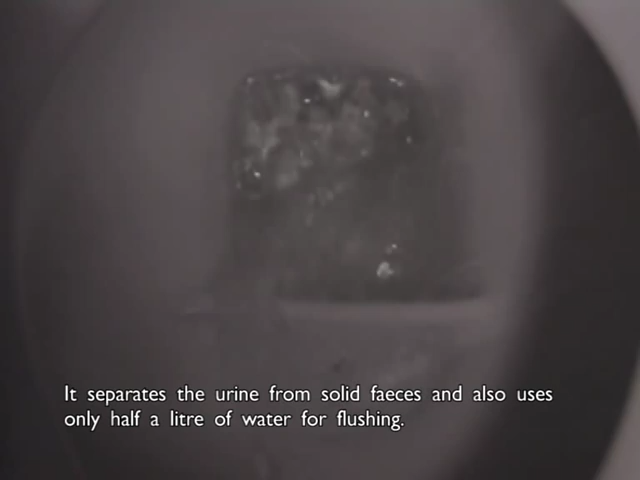 It separates the urine from solid faeces and also uses
only half a litre of water for flushing.